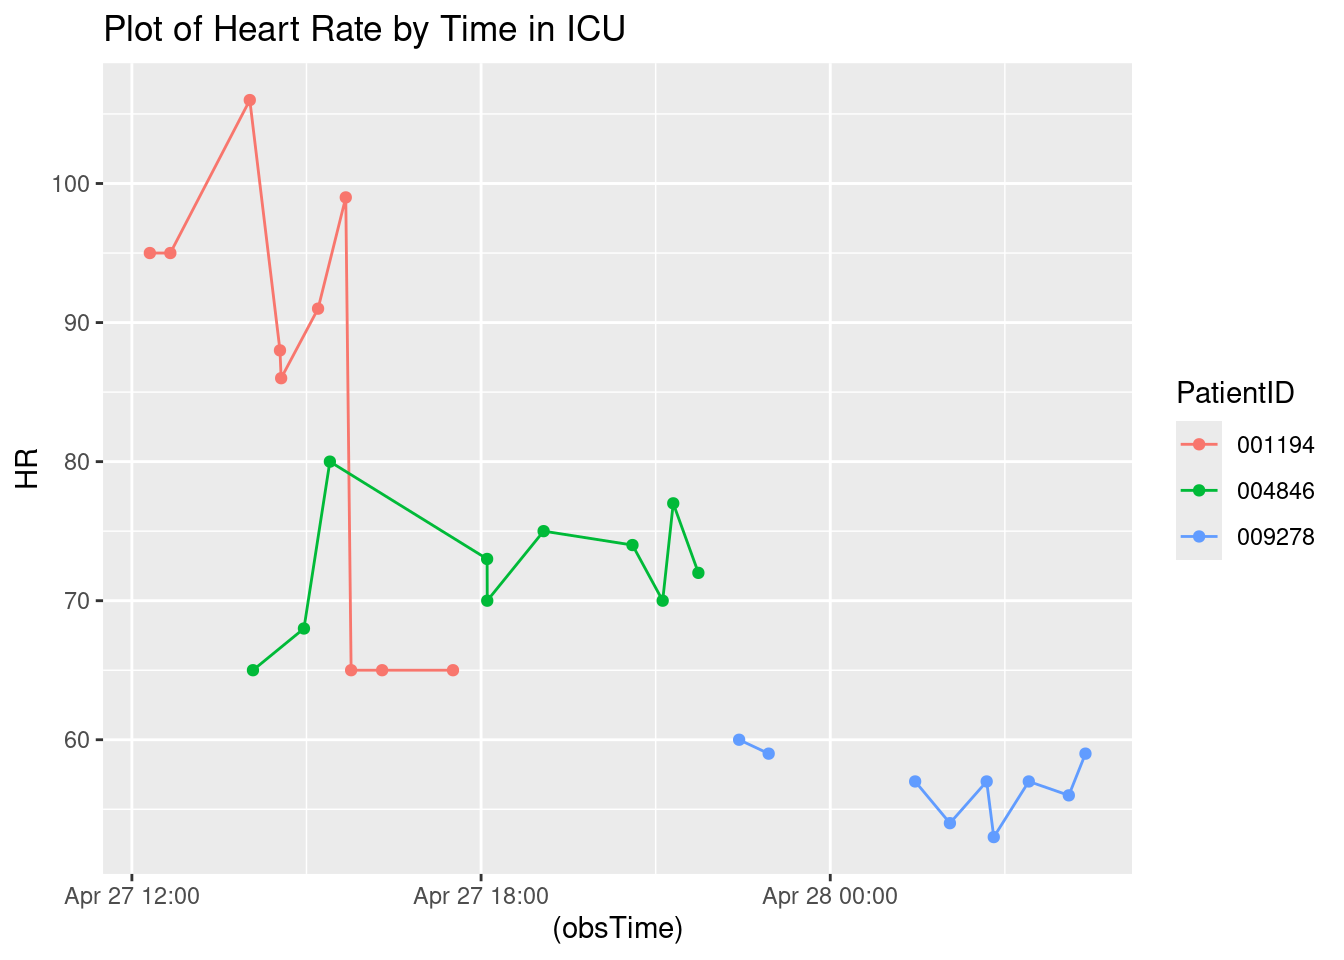 Plot of Heart Rate by Time in ICU
HR
100
90
80
70
60
Apr 27 12:00
Apr 27 18:00
Apr 28 00:00
(obsTime)
PatientID
001194
004846
009278